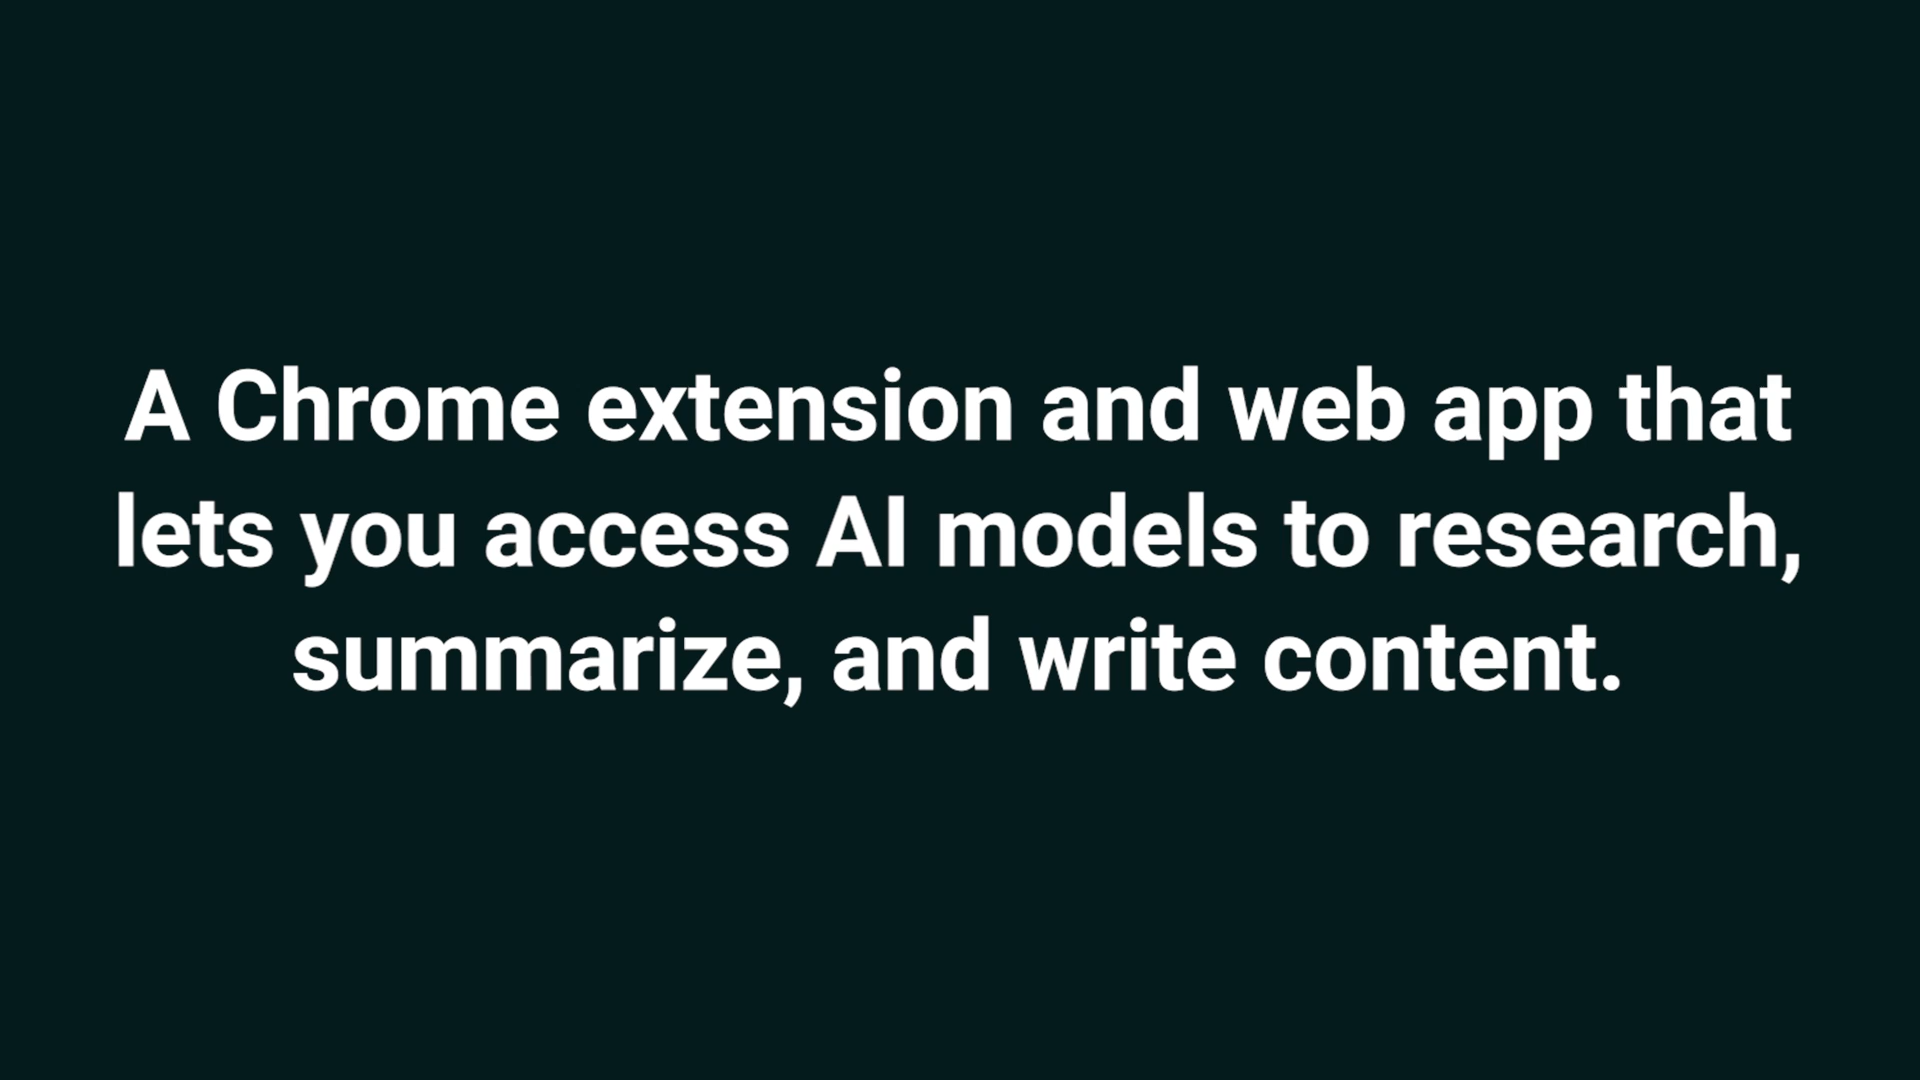 A Chrome extension and web app that
lets you access AI models to research,
summarize, and write content.